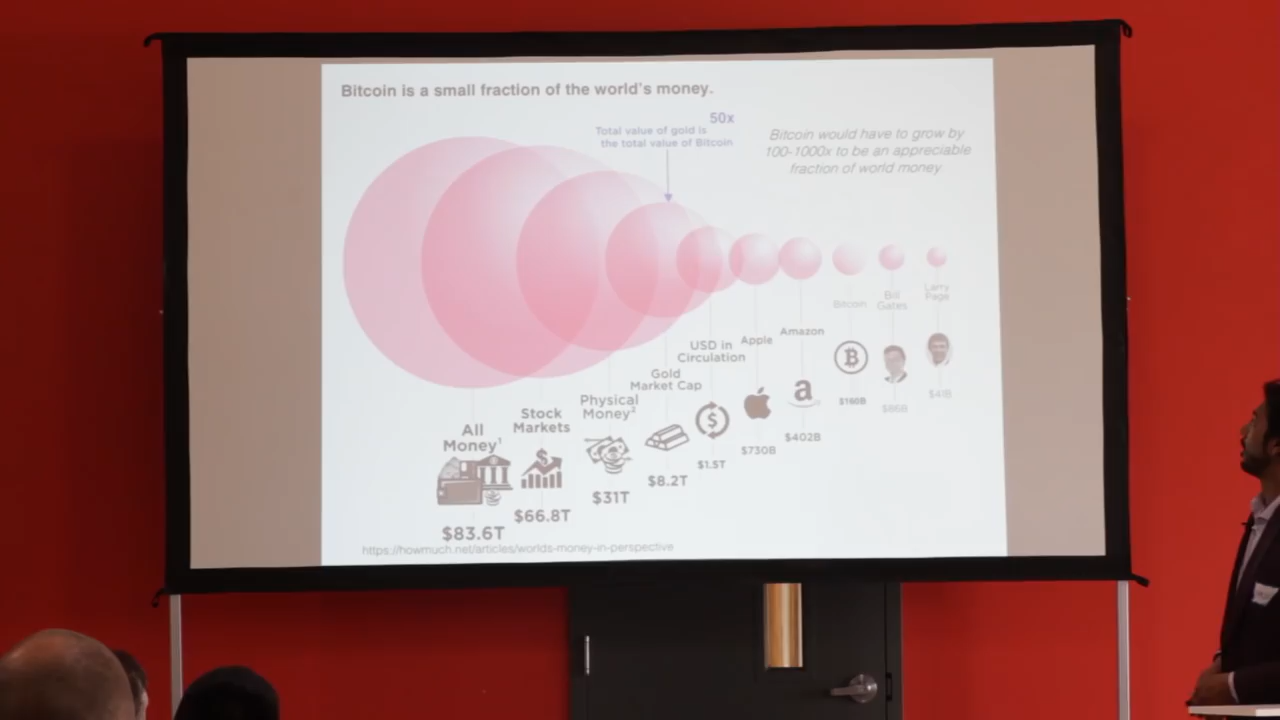 Bitcoin is a small fraction of the world's money.
50x
Total value of gold is
the total value of Bitcoin
Bitcoin would have to grow by
100-1000x to be an appreciable
fraction of world money
Larry
Page
Bill
Gates
Bitcoin
Amazon
Apple
USD in
Circulation
Gold
Market Cap
Physical
Money²
Stock
Markets
All
Money¹
$41B
$86B
$160B
$402B
$730B
$1.5T
$8.2T
$31T
$66.8T
$83.6T
https://howmuch.net/articles/worlds-money-in-perspective